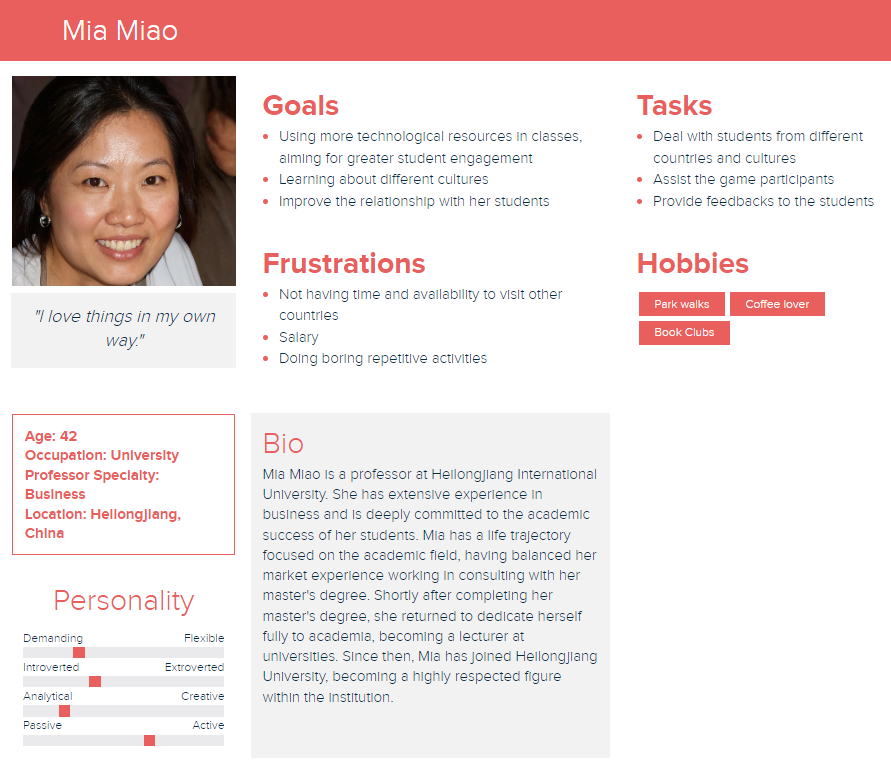 Mia Miao
"I love things in my own
way."
Goals
Using more technological resources in classes,
aiming for greater student engagement
Learning about different cultures
Improve the relationship with her students
Tasks
Deal with students from different
countries and cultures
Assist the game participants
Provide feedbacks to the students
Frustrations
Not having time and availability to visit other
countries
Salary
Doing boring repetitive activities
Hobbies
Park walks
Coffee lover
Book Clubs
Age: 42
Occupation: University
Professor Specialty:
Business
Location: Heilongjiang,
China
Personality
Demanding Flexible
Introverted Extroverted
Analytical Creative
Passive Active
Bio
Mia Miao is a professor at Heilongjiang International
University. She has extensive experience in
business and is deeply committed to the academic
success of her students. Mia has a life trajectory
focused on the academic field, having balanced her
market experience working in consulting with her
master's degree. Shortly after completing her
master's degree, she returned to dedicate herself
fully to academia, becoming a lecturer at
universities. Since then, Mia has joined Heilongjiang
University, becoming a highly respected figure
within the institution.